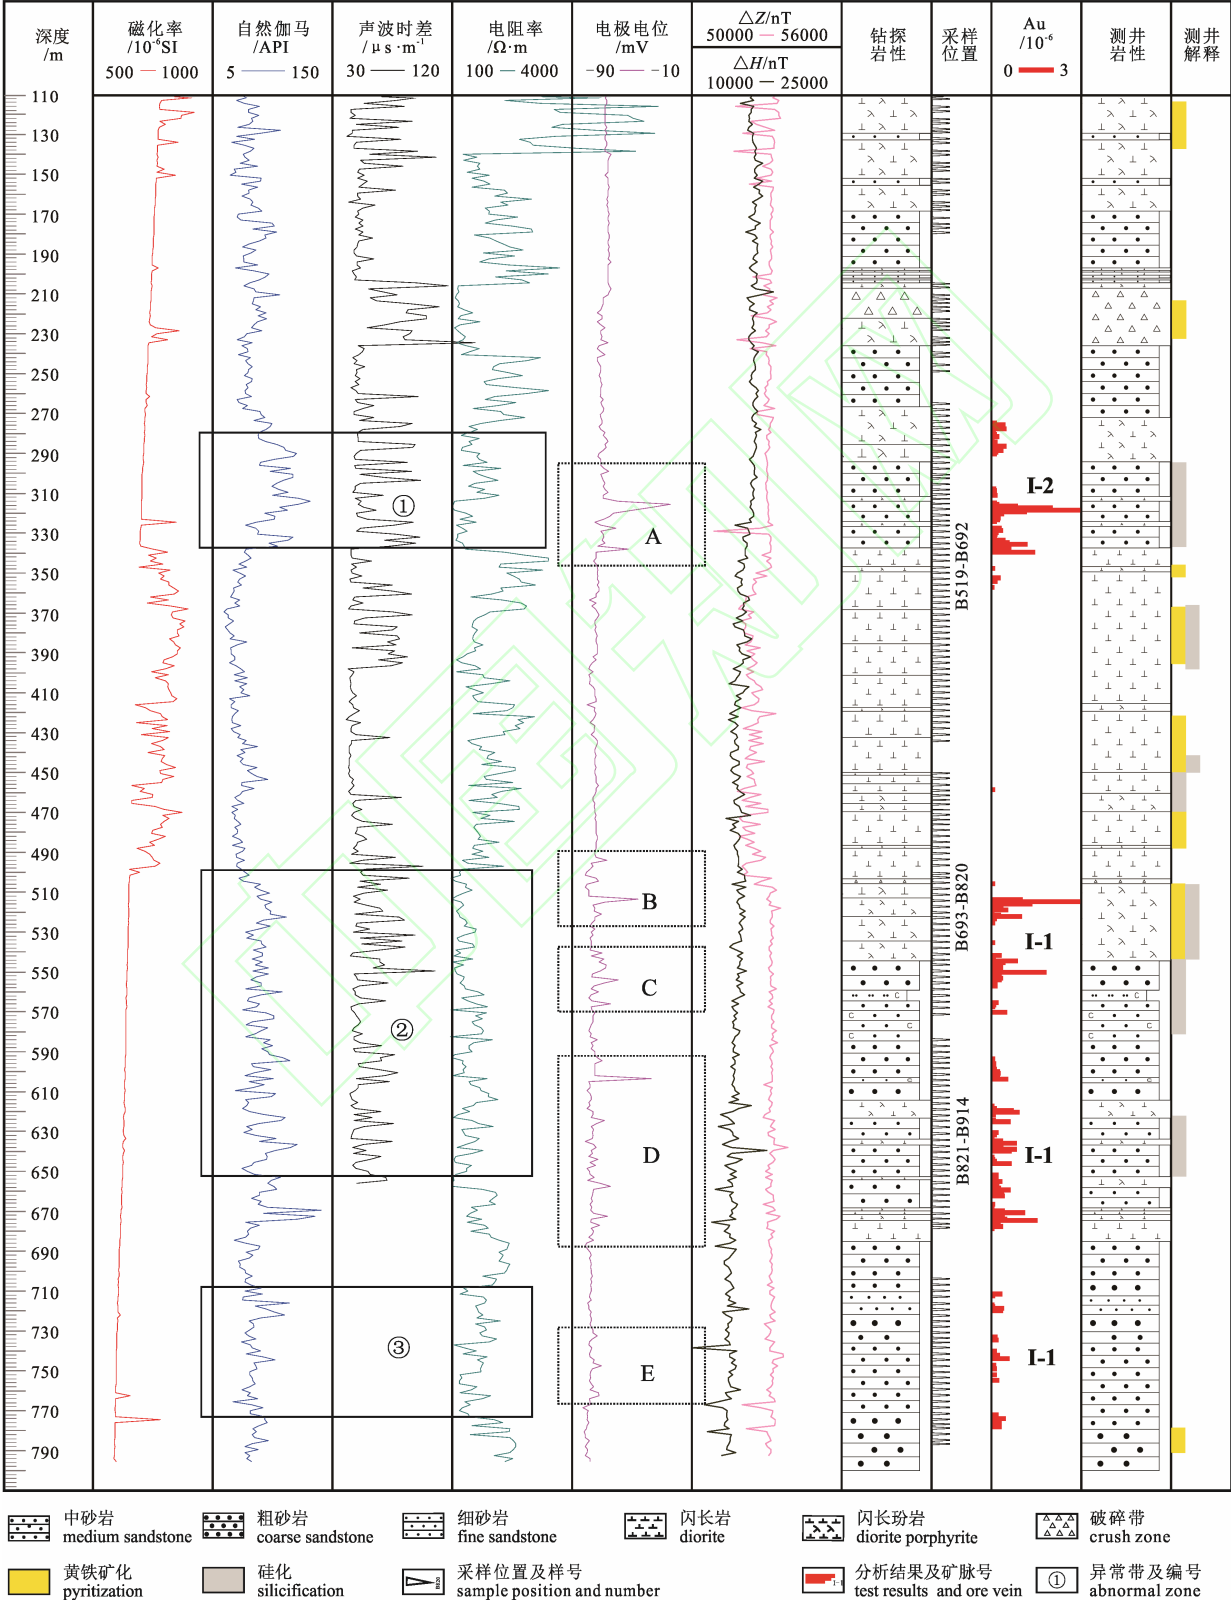 深度
/m
磁化率
/10⁻⁶SI
500 1000
自然伽马
/API
5 150
声波时差
/μs·m⁻¹
30 120
电阻率
/Ω·m
100 4000
电极电位
/mV
-90 -10
△Z/nT
50000 56000
△H/nT
10000 25000
钻探
岩性
采样
位置
Au
/10⁻⁶
0 3
测井
岩性
测井
解释
110
130
150
170
190
210
230
250
270
290
310
330
350
370
390
410
430
450
470
490
510
530
550
570
590
610
630
650
670
690
710
730
750
770
790
①
②
③
A
B
C
D
E
B519-B692
B693-B820
B821-B914
I-2
I-1
I-1
I-1
中砂岩
medium sandstone
粗砂岩
coarse sandstone
细砂岩
fine sandstone
闪长岩
diorite
闪长玢岩
diorite porphyrite
破碎带
crush zone
黄铁矿化
pyritization
硅化
silicification
采样位置及样号
sample position and number
分析结果及矿脉号
test results and ore vein
①
异常带及编号
abnormal zone